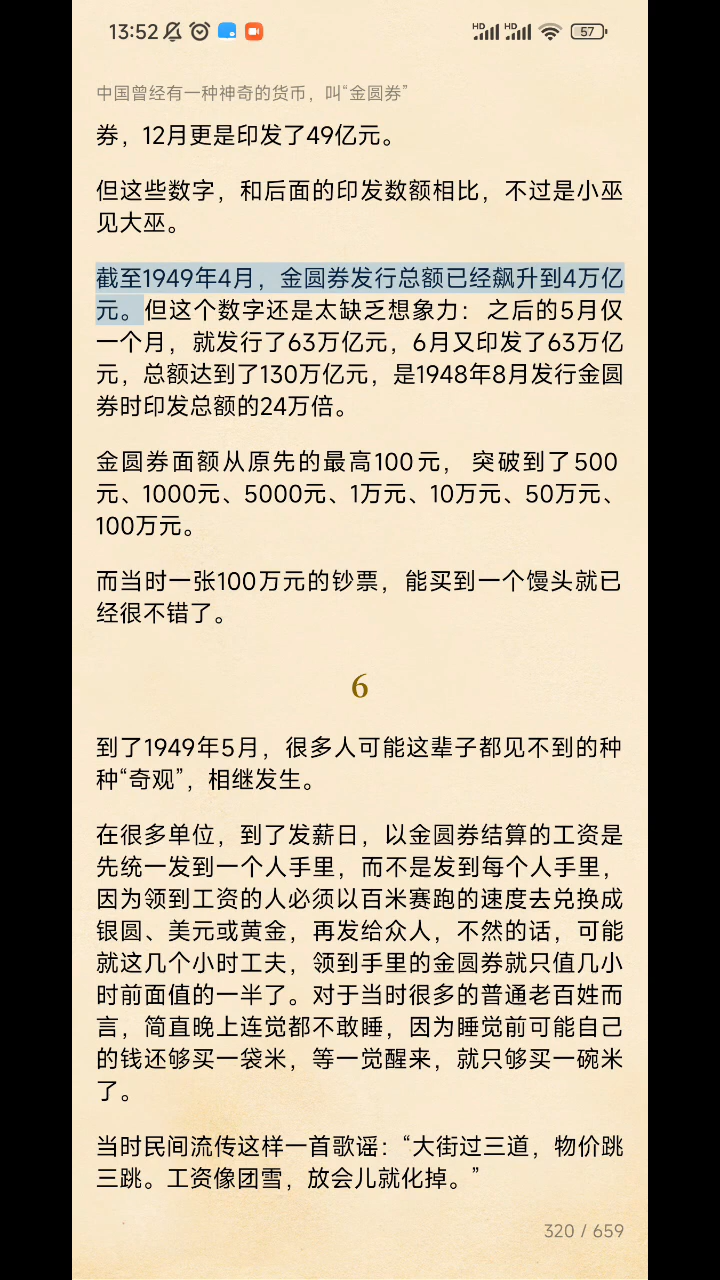 13:52
HD HD 57
中国曾经有一种神奇的货币，叫“金圆券”
券，12月更是印发了49亿元。
但这些数字，和后面的印发数额相比，不过是小巫
见大巫。
截至1949年4月，金圆券发行总额已经飙升到4万亿
元。但这个数字还是太缺乏想象力：之后的5月仅
一个月，就发行了63万亿元，6月又印发了63万亿
元，总额达到了130万亿元，是1948年8月发行金圆
券时印发总额的24万倍。
金圆券面额从原先的最高100元， 突破到了500
元、1000元、5000元、1万元、10万元、50万元、
100万元。
而当时一张100万元的钞票，能买到一个馒头就已
经很不错了。
6
到了1949年5月，很多人可能这辈子都见不到的种
种“奇观”，相继发生。
在很多单位，到了发薪日，以金圆券结算的工资是
先统一发到一个人手里，而不是发到每个人手里，
因为领到工资的人必须以百米赛跑的速度去兑换成
银圆、美元或黄金，再发给众人，不然的话，可能
就这几个小时工夫，领到手里的金圆券就只值几小
时前面值的一半了。对于当时很多的普通老百姓而
言，简直晚上连觉都不敢睡，因为睡觉前可能自己
的钱还够买一袋米，等一觉醒来，就只够买一碗米
了。
当时民间流传这样一首歌谣：“大街过三道，物价跳
三跳。工资像团雪，放会儿就化掉。”
320 / 659